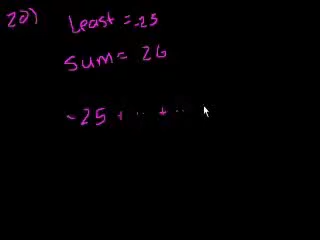 20) Least = -25
Sum = 26
-25 + .. + ..